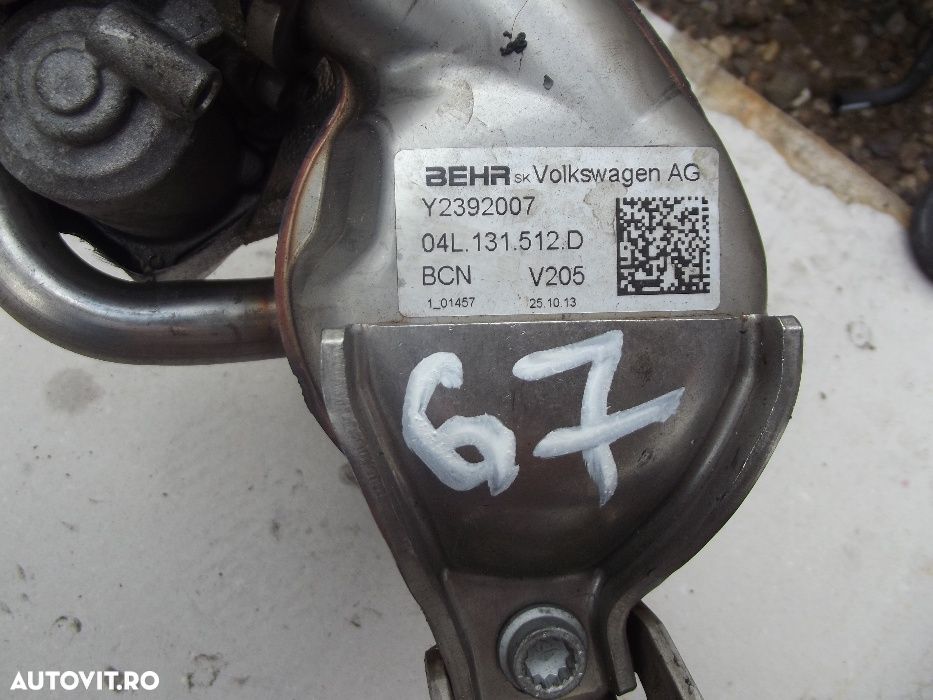 BEHR SK Volkswagen AG
Y2392007
04L.131.512.D
BCN V205
1_01457 25.10.13
67
AUTOVIT.RO